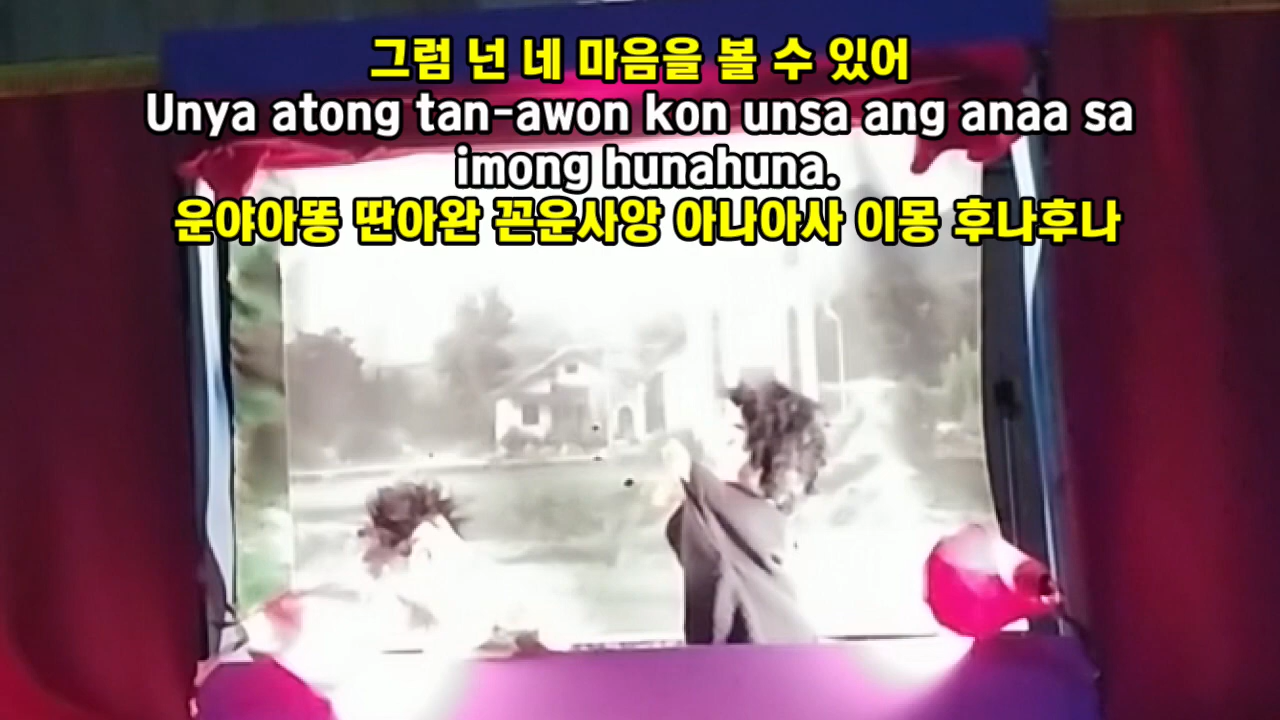 그럼 넌 네 마음을 볼 수 있어
Unya atong tan-awon kon unsa ang anaa sa
imong hunahuna.
운야아똥 딴아완 꼰운사앙 아나아사 이몽 후나후나